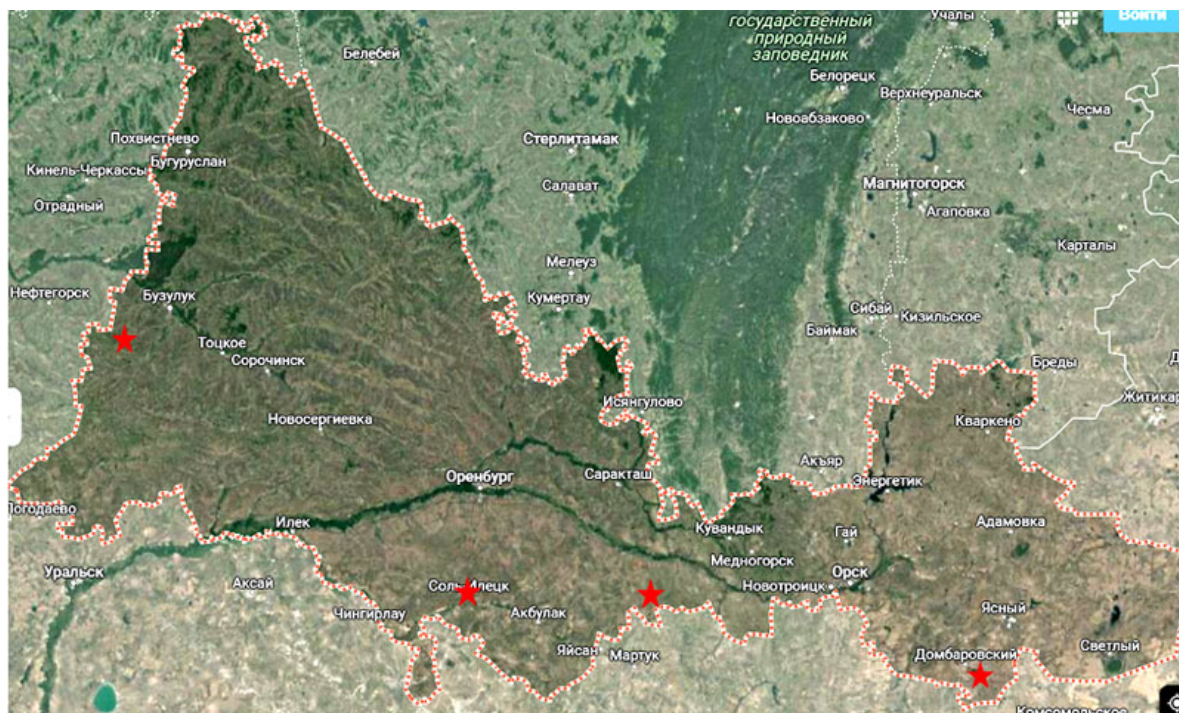 государственный
природный
заповедник
Учалы
Войти
Белебей
Белорецк
Верхнеуральск
Новоабзаково
Чесма
Похвистнево
Бугуруслан
Стерлитамак
Кинель-Черкассы
Салават
Магнитогорск
Отрадный
Агаповка
Карталы
Мелеуз
Нефтегорск
Бузулук
Кумертау
Сибай
Кизильское
Баймак
Тоцкое
Сорочинск
Бреды
Исянгулово
Житикар
Новосергиевка
Кваркено
Акъяр
Саракташ
Оренбург
Энергетик
Погодаево
Илек
Кувандык
Гай
Адамовка
Медногорск
Уральск
Аксай
Соль-Илецк
Новотроицк
Орск
Чингирлау
Акбулак
Ясный
Яйсан
Мартук
Домбаровский
Светлый
Комсомольское